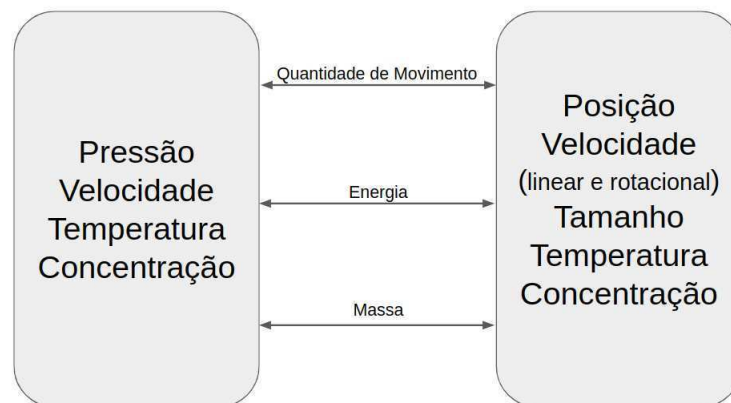 Pressão
Velocidade
Temperatura
Concentração
Quantidade de Movimento
Energia
Massa
Posição
Velocidade
(linear e rotacional)
Tamanho
Temperatura
Concentração